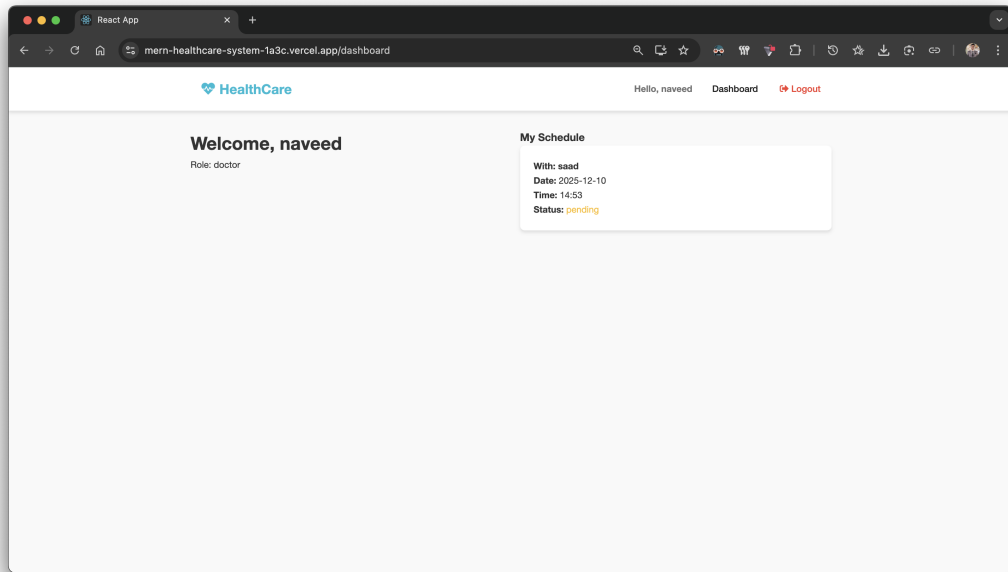 React App
mern-healthcare-system-1a3c.vercel.app/dashboard
HealthCare
Hello, naveed
Dashboard
Logout
Welcome, naveed
Role: doctor
My Schedule
With: saad
Date: 2025-12-10
Time: 14:53
Status: pending